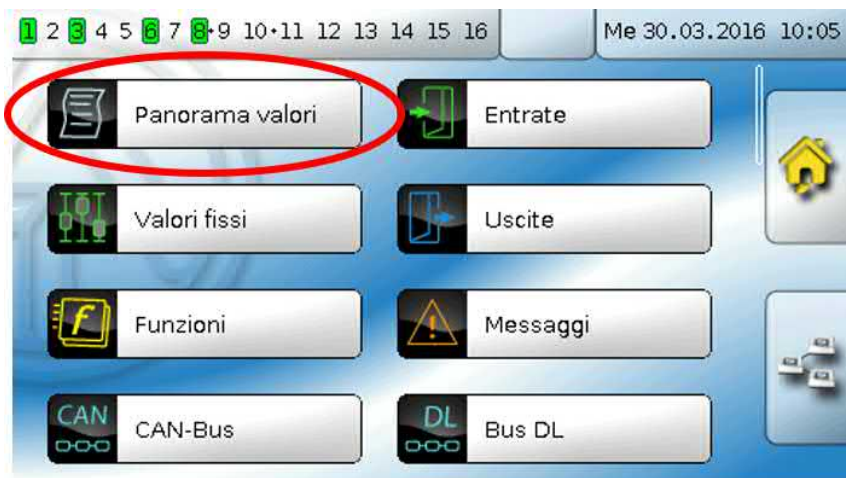 1 2 3 4 5 6 7 8·9 10·11 12 13 14 15 16 Me 30.03.2016 10:05
Panorama valori Entrate
Valori fissi Uscite
f Funzioni Messaggi
CAN CAN-Bus DL Bus DL